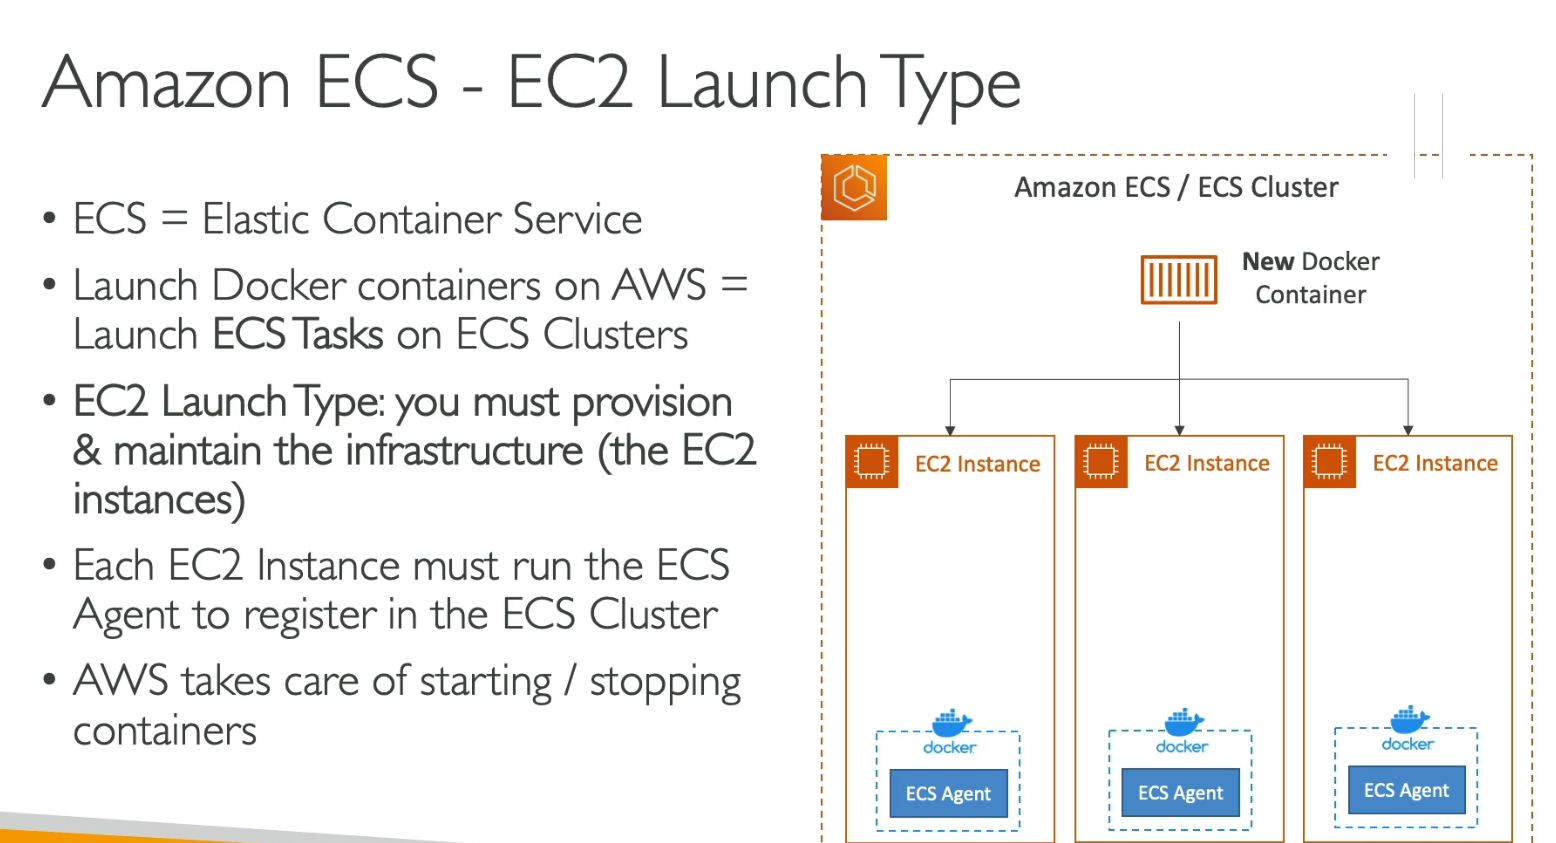 Amazon ECS - EC2 Launch Type
• ECS = Elastic Container Service
• Launch Docker containers on AWS =
Launch ECS Tasks on ECS Clusters
• EC2 Launch Type: you must provision
& maintain the infrastructure (the EC2
instances)
• Each EC2 Instance must run the ECS
Agent to register in the ECS Cluster
• AWS takes care of starting / stopping
containers
Amazon ECS / ECS Cluster
New Docker
Container
EC2 Instance
EC2 Instance
EC2 Instance
docker
docker
docker
ECS Agent
ECS Agent
ECS Agent